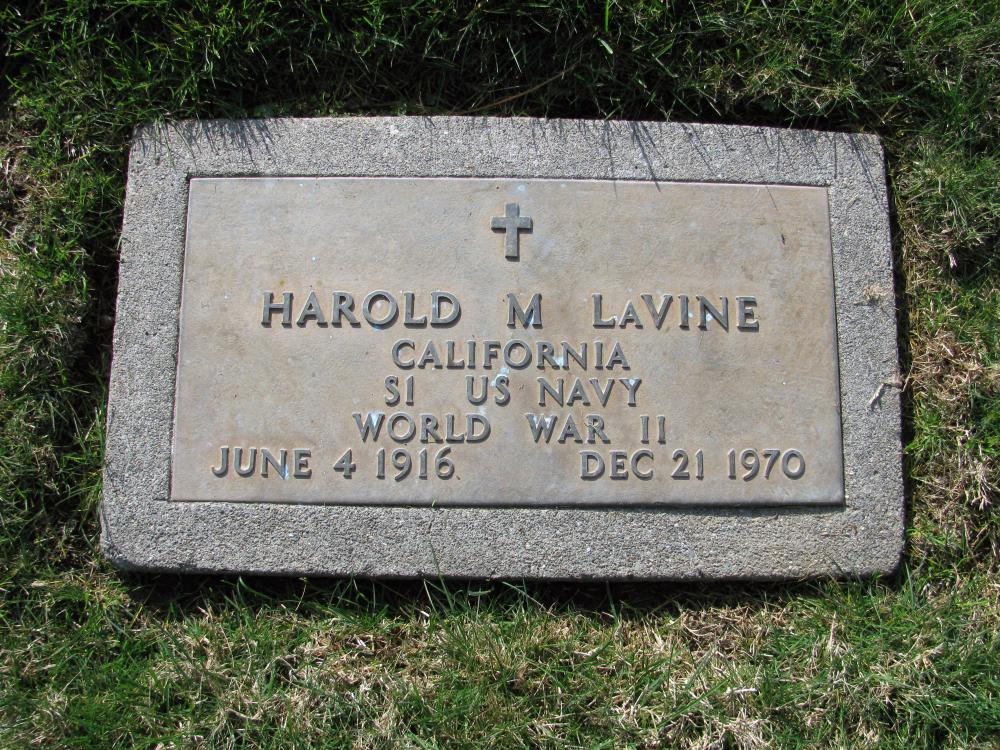 HAROLD M LAVINE
CALIFORNIA
S1 US NAVY
WORLD WAR II
JUNE 4 1916 DEC 21 1970